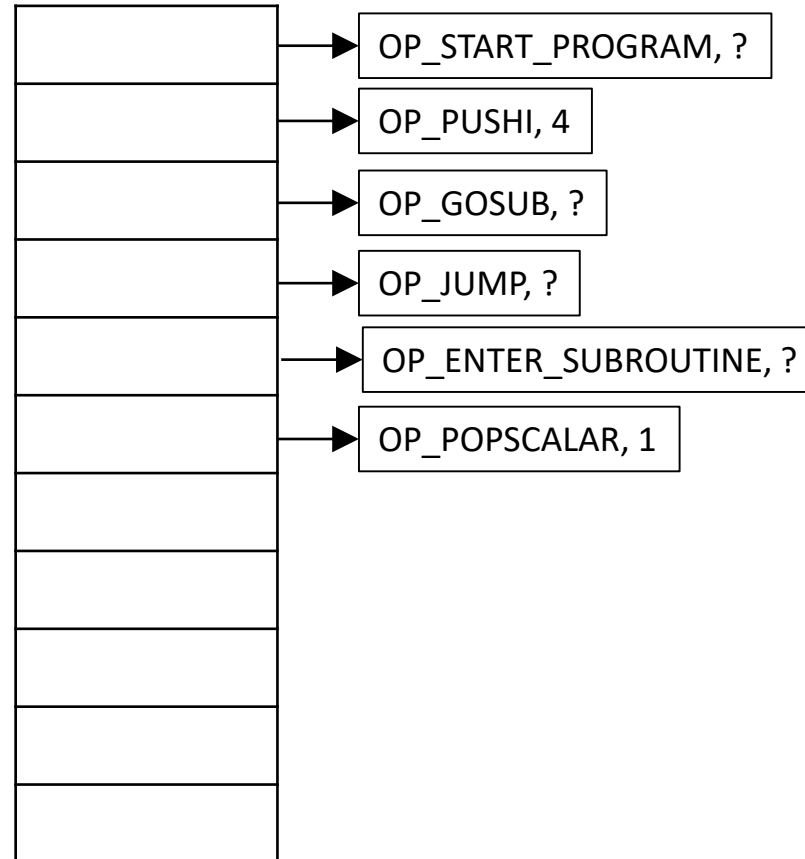 OP_START_PROGRAM, ?
OP_PUSHI, 4
OP_GOSUB, ?
OP_JUMP, ?
OP_ENTER_SUBROUTINE, ?
OP_POPSCALAR, 1